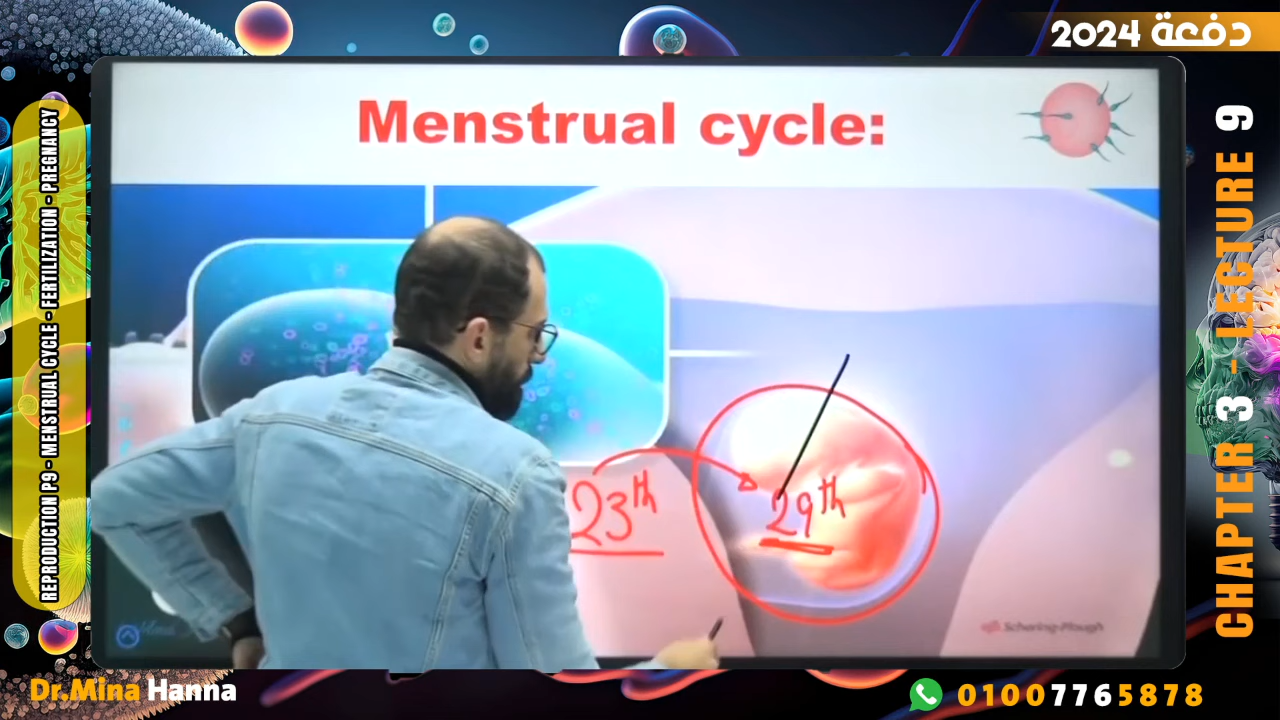 دفعة 2024
Menstrual cycle:
REPRODUCTION P9 - MENSTRUAL CYCLE - FERTILIZATION - PREGNANCY
CHAPTER 3 - LECTURE 9
23th
29th
Schering-Plough
Dr.Mina Hanna
01007765878